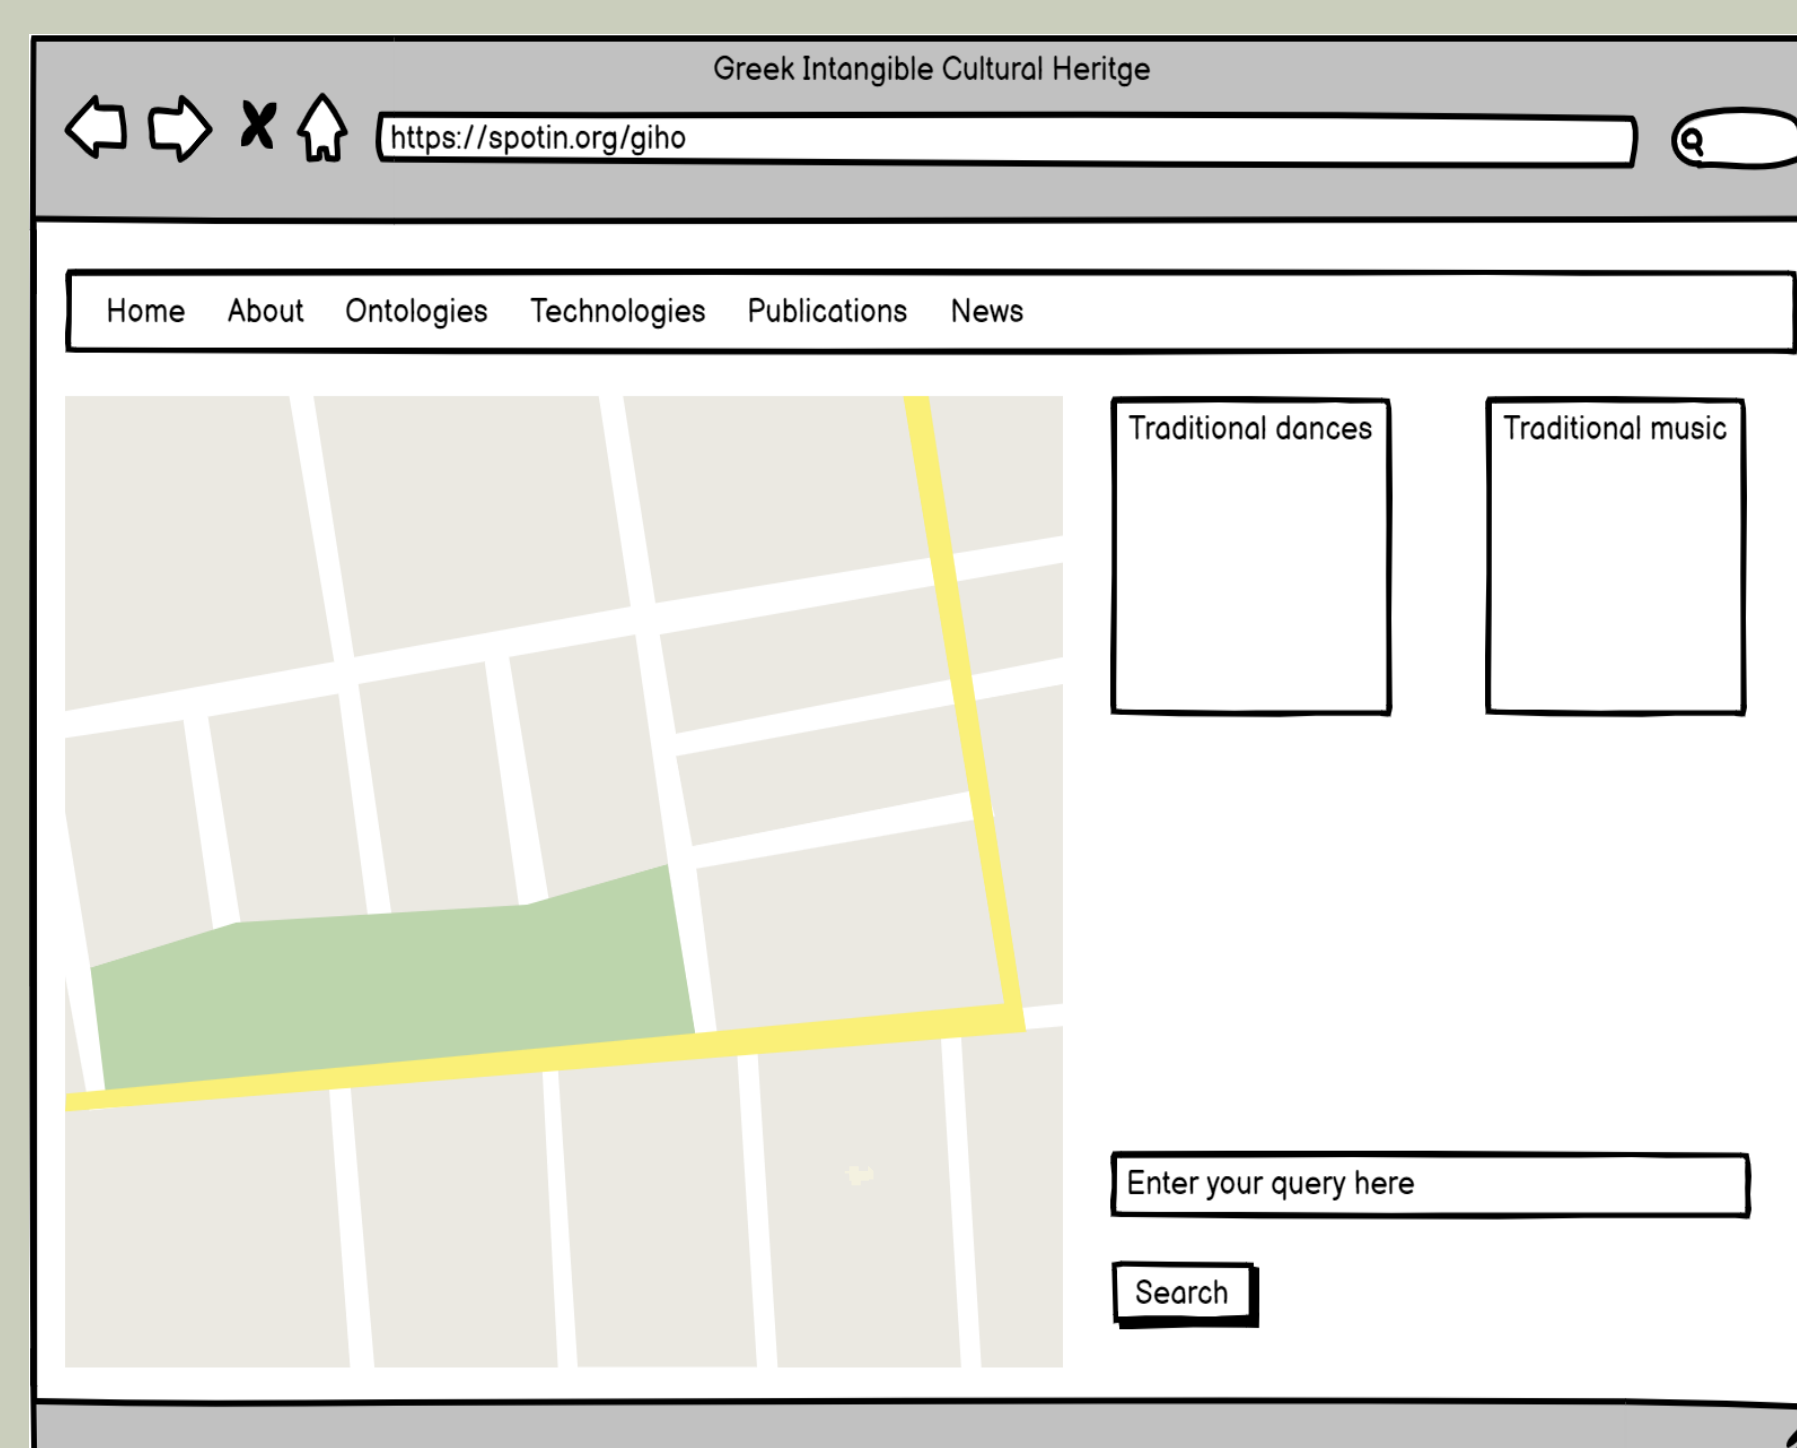 Greek Intangible Cultural Heritge
https://spotin.org/giho
Home About Ontologies Technologies Publications News
Traditional dances
Traditional music
Enter your query here
Search